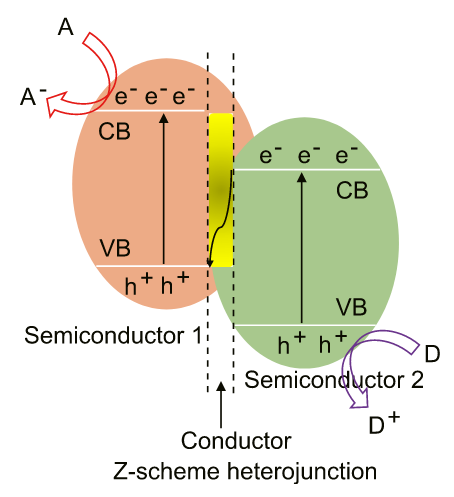 A
A⁻
e⁻ e⁻ e⁻
CB
e⁻ e⁻ e⁻
CB
VB
h⁺ h⁺
VB
Semiconductor 1
h⁺ h⁺
D
Semiconductor 2
D⁺
Conductor
Z-scheme heterojunction